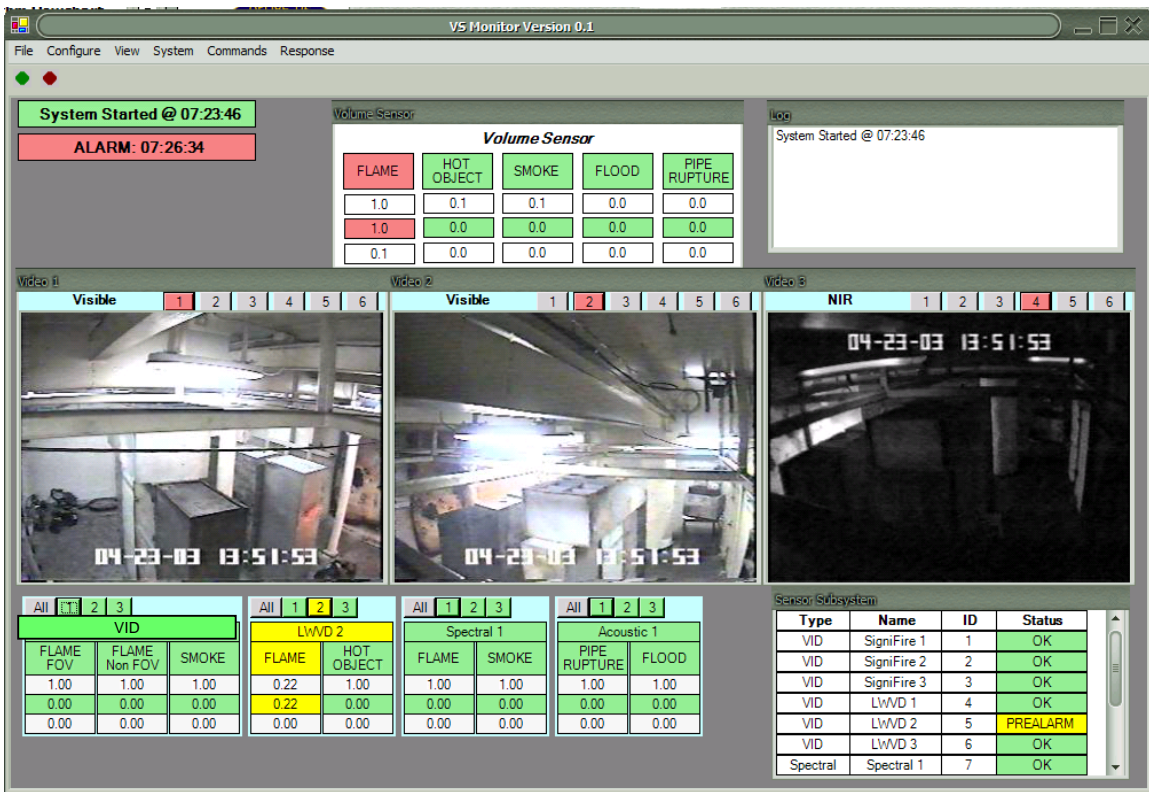 VS Monitor Version 0.1
File Configure View System Commands Response
System Started @ 07:23:46
ALARM: 07:26:34
Volume Sensor
Volume Sensor
FLAME HOT OBJECT SMOKE FLOOD PIPE RUPTURE
1.0 0.1 0.1 0.0 0.0
1.0 0.0 0.0 0.0 0.0
0.1 0.0 0.0 0.0 0.0
Log
System Started @ 07:23:46
Video 1
Visible 1 2 3 4 5 6
04-23-03 13:51:53
Video 2
Visible 1 2 3 4 5 6
04-23-03 13:51:53
Video 3
NIR 1 2 3 4 5 6
04-23-03 13:51:53
All 1 2 3
VID
FLAME FOV FLAME Non FOV SMOKE
1.00 1.00 1.00
0.00 0.00 0.00
0.00 0.00 0.00
All 1 2 3
LWVD 2
FLAME HOT OBJECT
0.22 1.00
0.22 0.00
0.00 0.00
All 1 2 3
Spectral 1
FLAME SMOKE
1.00 1.00
0.00 0.00
0.00 0.00
All 1 2 3
Acoustic 1
PIPE RUPTURE FLOOD
1.00 1.00
0.00 0.00
0.00 0.00
Sensor Subsystem
Type Name ID Status
VID SigniFire 1 1 OK
VID SigniFire 2 2 OK
VID SigniFire 3 3 OK
VID LWVD 1 4 OK
VID LWVD 2 5 PREALARM
VID LWVD 3 6 OK
Spectral Spectral 1 7 OK